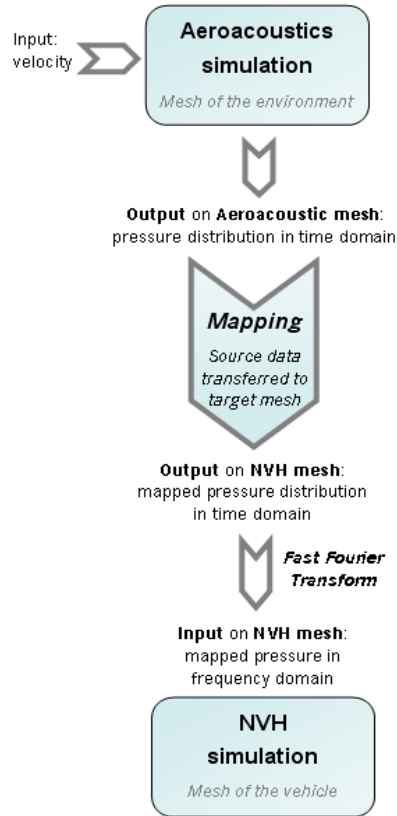 Input:
velocity
Aeroacoustics
simulation
Mesh of the environment
Output on Aeroacoustic mesh:
pressure distribution in time domain
Mapping
Source data
transferred to
target mesh
Output on NVH mesh:
mapped pressure distribution
in time domain
Fast Fourier
Transform
Input on NVH mesh:
mapped pressure in
frequency domain
NVH
simulation
Mesh of the vehicle